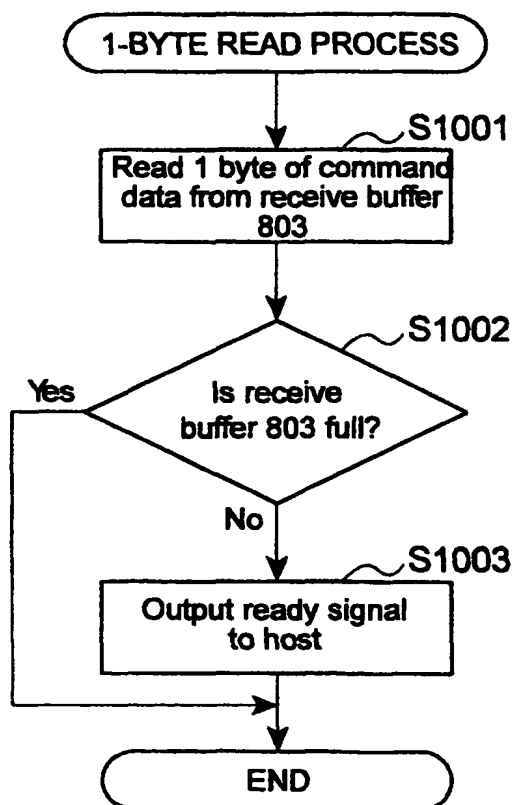 1-BYTE READ PROCESS
S1001
Read 1 byte of command
data from receive buffer
803
S1002
Yes
Is receive
buffer 803 full?
No
S1003
Output ready signal
to host
END